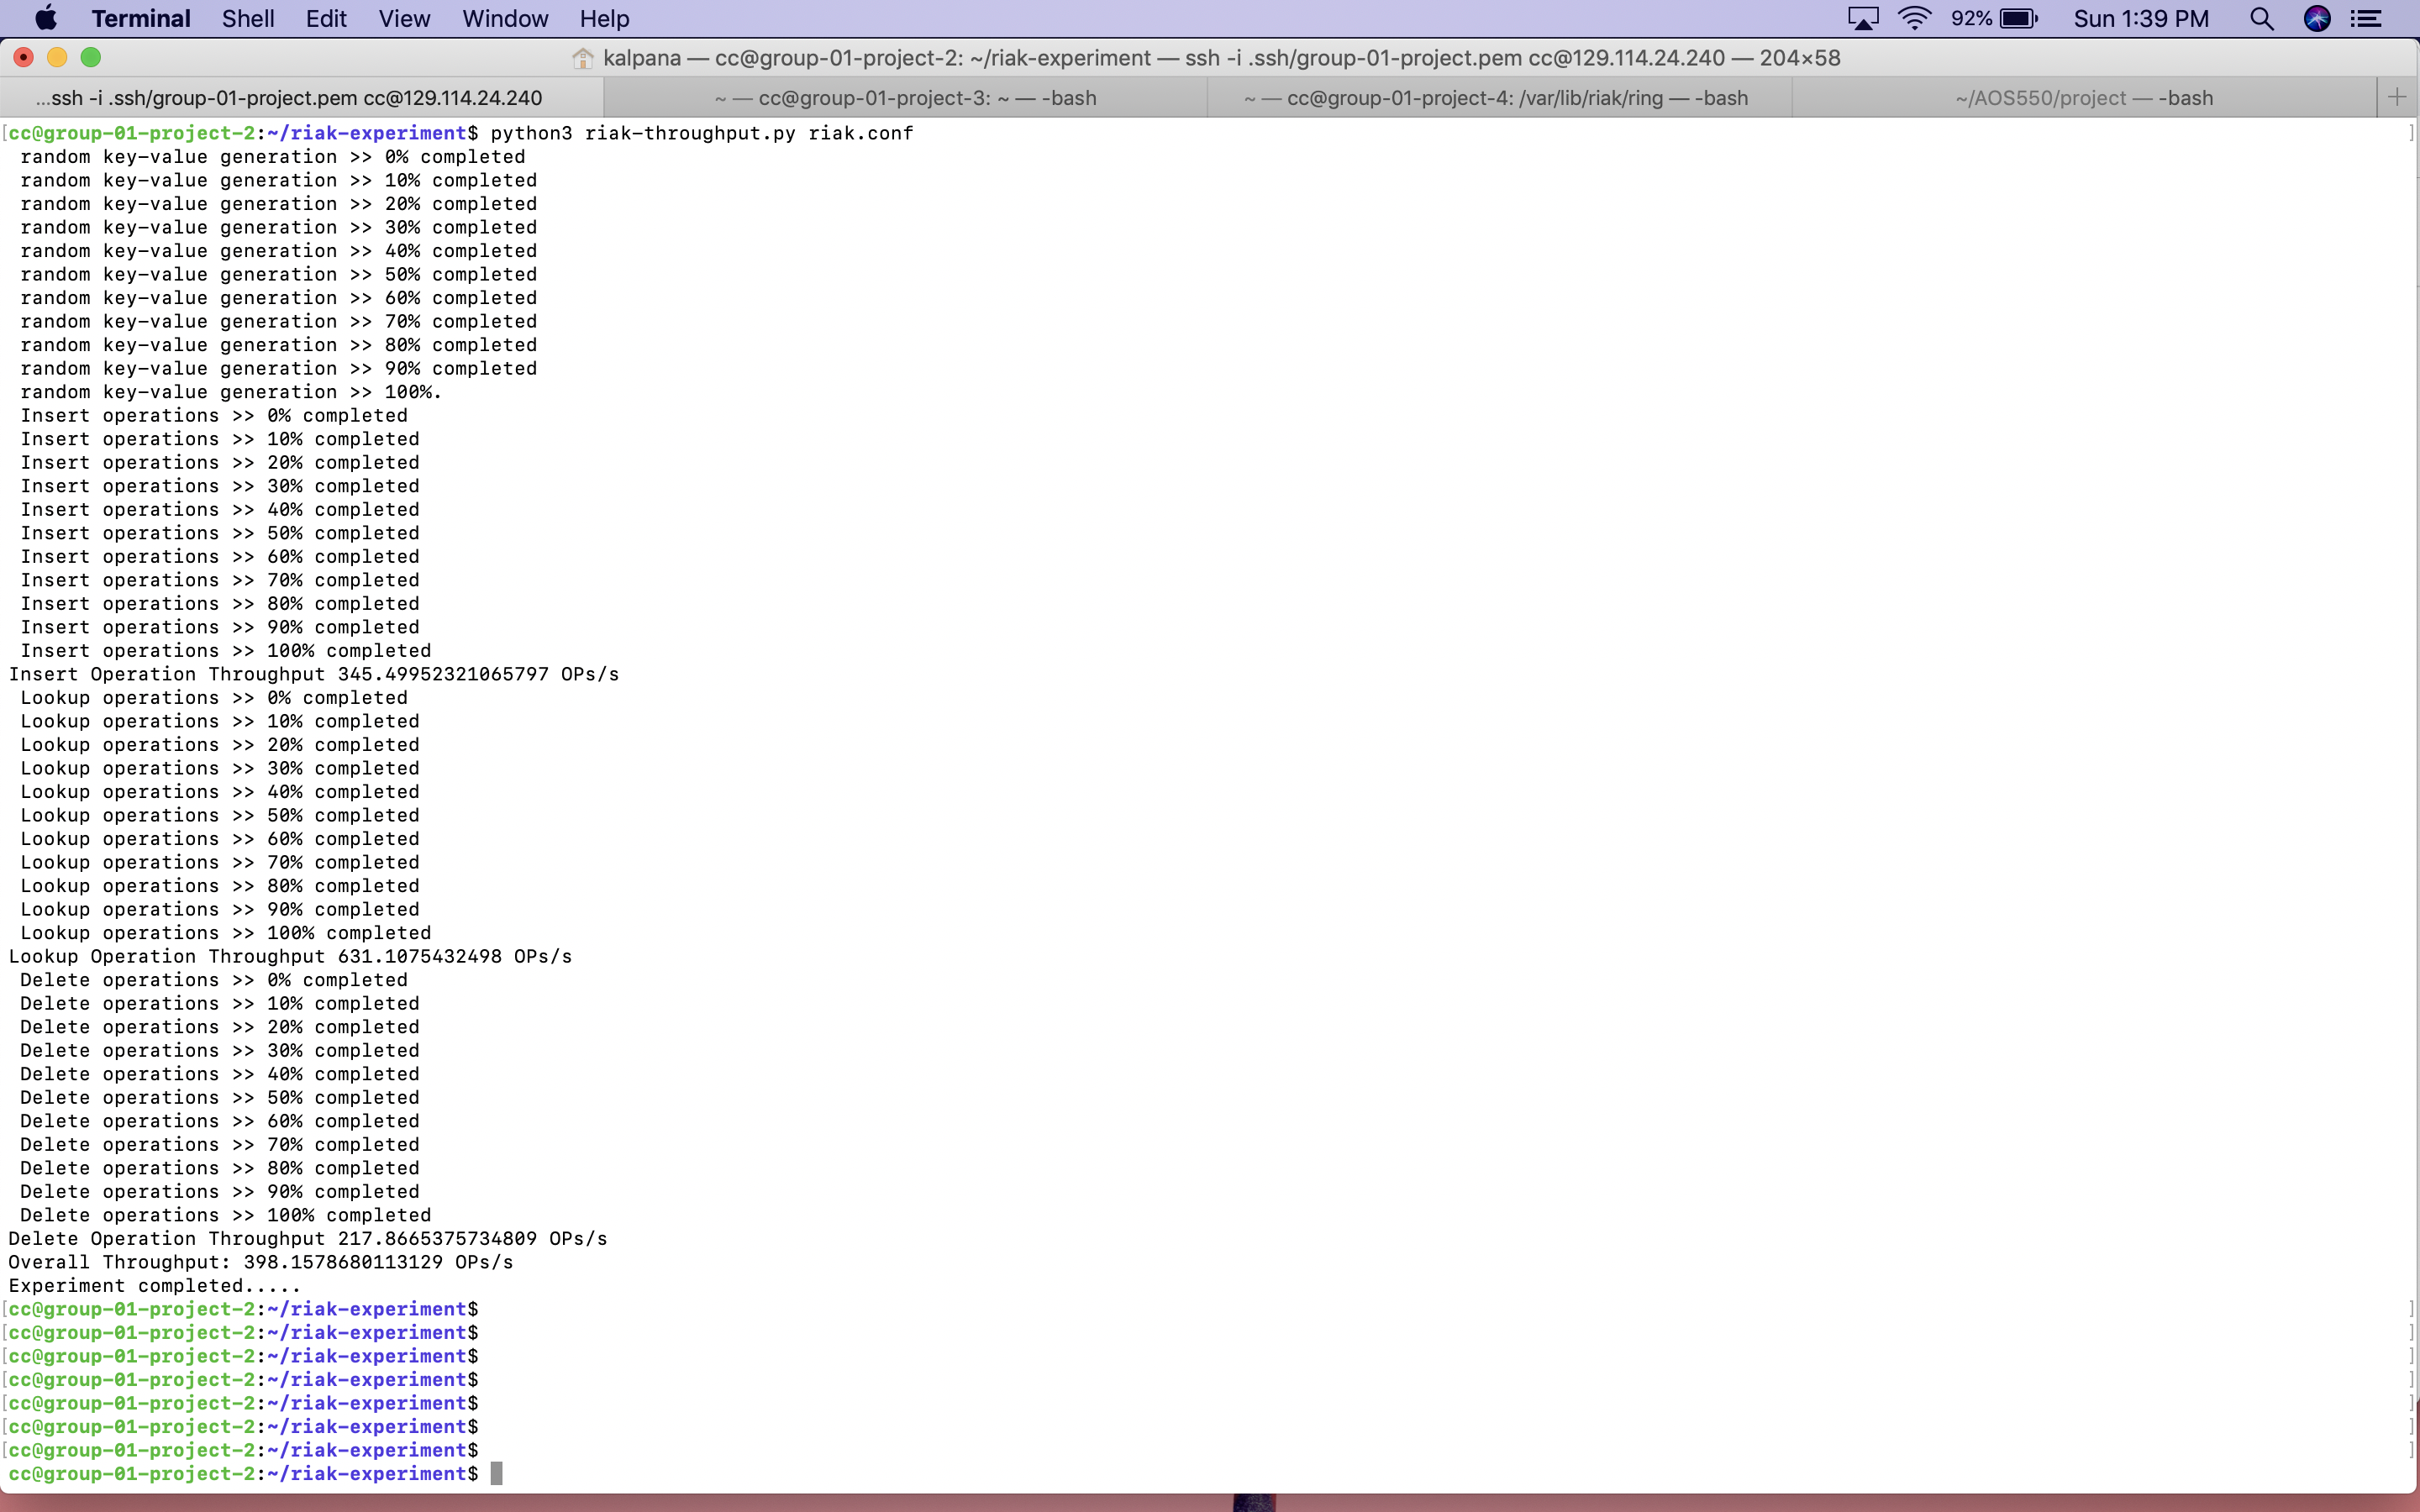 Terminal Shell Edit View Window Help 92% Sun 1:39 PM
kalpana — cc@group-01-project-2: ~/riak-experiment — ssh -i .ssh/group-01-project.pem cc@129.114.24.240 — 204×58
...ssh -i .ssh/group-01-project.pem cc@129.114.24.240 ~ — cc@group-01-project-3: ~ — -bash ~ — cc@group-01-project-4: /var/lib/riak/ring — -bash ~/AOS550/project — -bash +
[cc@group-01-project-2:~/riak-experiment$ python3 riak-throughput.py riak.conf ]
random key-value generation >> 0% completed
random key-value generation >> 10% completed
random key-value generation >> 20% completed
random key-value generation >> 30% completed
random key-value generation >> 40% completed
random key-value generation >> 50% completed
random key-value generation >> 60% completed
random key-value generation >> 70% completed
random key-value generation >> 80% completed
random key-value generation >> 90% completed
random key-value generation >> 100%.
Insert operations >> 0% completed
Insert operations >> 10% completed
Insert operations >> 20% completed
Insert operations >> 30% completed
Insert operations >> 40% completed
Insert operations >> 50% completed
Insert operations >> 60% completed
Insert operations >> 70% completed
Insert operations >> 80% completed
Insert operations >> 90% completed
Insert operations >> 100% completed
Insert Operation Throughput 345.49952321065797 OPs/s
Lookup operations >> 0% completed
Lookup operations >> 10% completed
Lookup operations >> 20% completed
Lookup operations >> 30% completed
Lookup operations >> 40% completed
Lookup operations >> 50% completed
Lookup operations >> 60% completed
Lookup operations >> 70% completed
Lookup operations >> 80% completed
Lookup operations >> 90% completed
Lookup operations >> 100% completed
Lookup Operation Throughput 631.1075432498 OPs/s
Delete operations >> 0% completed
Delete operations >> 10% completed
Delete operations >> 20% completed
Delete operations >> 30% completed
Delete operations >> 40% completed
Delete operations >> 50% completed
Delete operations >> 60% completed
Delete operations >> 70% completed
Delete operations >> 80% completed
Delete operations >> 90% completed
Delete operations >> 100% completed
Delete Operation Throughput 217.8665375734809 OPs/s
Overall Throughput: 398.1578680113129 OPs/s
Experiment completed.....
[cc@group-01-project-2:~/riak-experiment$ ]
[cc@group-01-project-2:~/riak-experiment$ ]
[cc@group-01-project-2:~/riak-experiment$ ]
[cc@group-01-project-2:~/riak-experiment$ ]
[cc@group-01-project-2:~/riak-experiment$ ]
[cc@group-01-project-2:~/riak-experiment$ ]
[cc@group-01-project-2:~/riak-experiment$ ]
cc@group-01-project-2:~/riak-experiment$